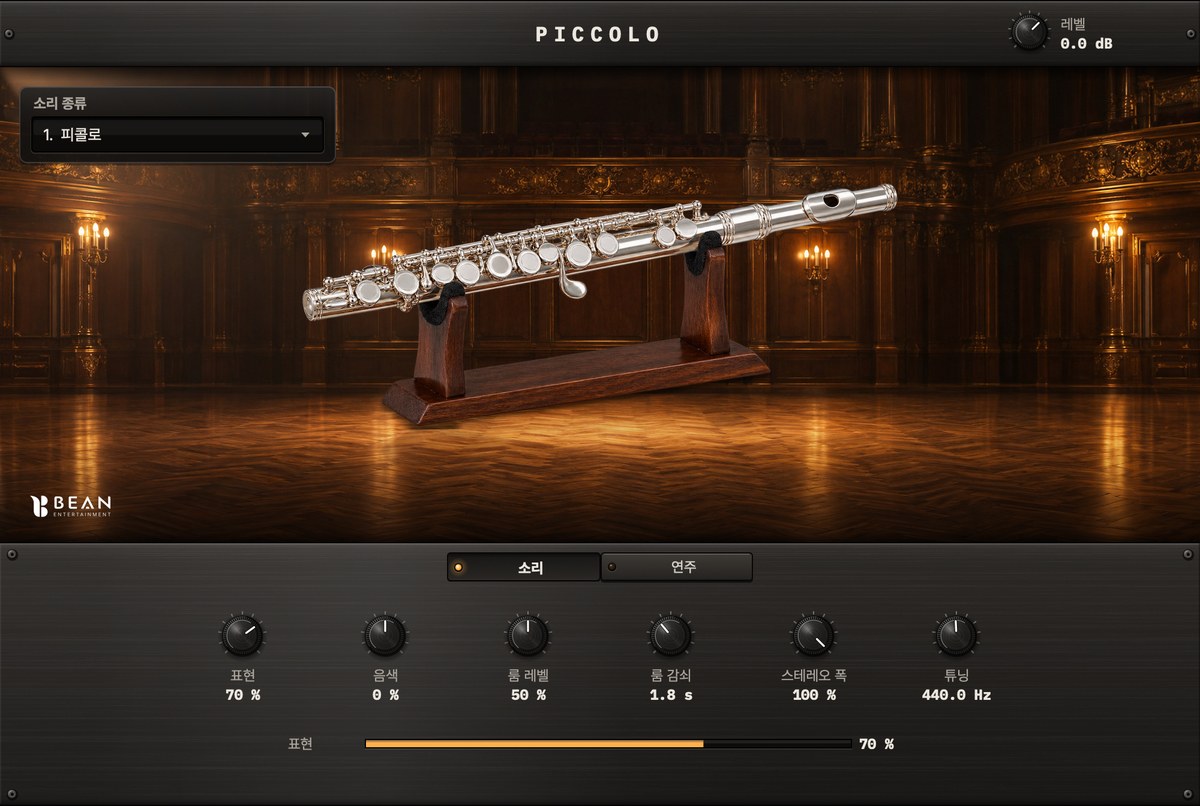 PICCOLO
레벨
0.0 dB
소리 종류
1. 피콜로
BEAN
ENTERTAINMENT
소리
연주
표현
70 %
음색
0 %
룸 레벨
50 %
룸 감쇠
1.8 s
스테레오 폭
100 %
튜닝
440.0 Hz
표현
70 %